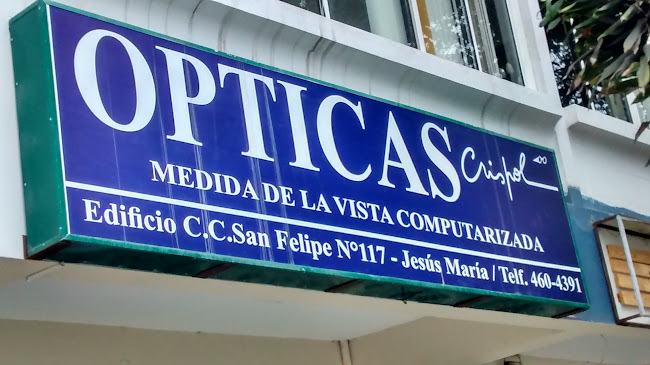 OPTICAS Crispol
MEDIDA DE LA VISTA COMPUTARIZADA
Edificio C.C.San Felipe N°117 - Jesús María / Telf. 460-4391